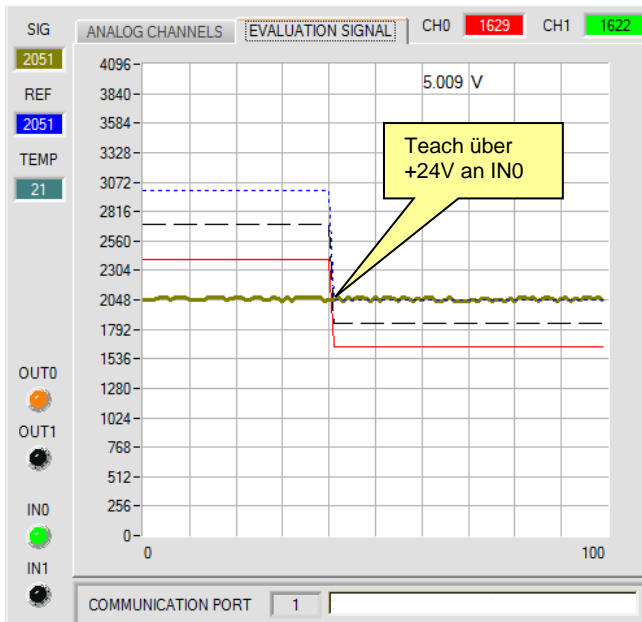 SIG
2051
REF
2051
TEMP
21
OUT0
OUT1
IN0
IN1
ANALOG CHANNELS
EVALUATION SIGNAL
CH0 1629
CH1 1622
5.009 V
Teach über
+24V an IN0
4096
3840
3584
3328
3072
2816
2560
2304
2048
1792
1536
1280
1024
768
512
256
0
0 100
COMMUNICATION PORT 1